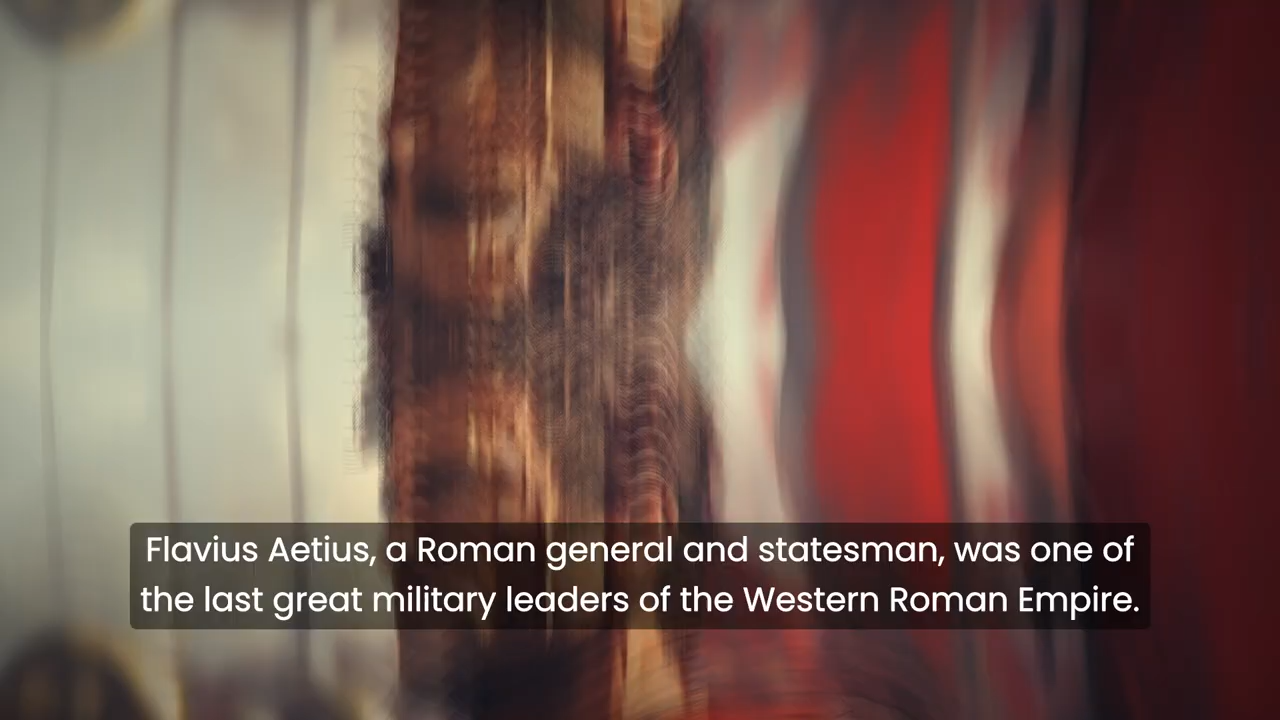 Flavius Aetius, a Roman general and statesman, was one of
the last great military leaders of the Western Roman Empire.